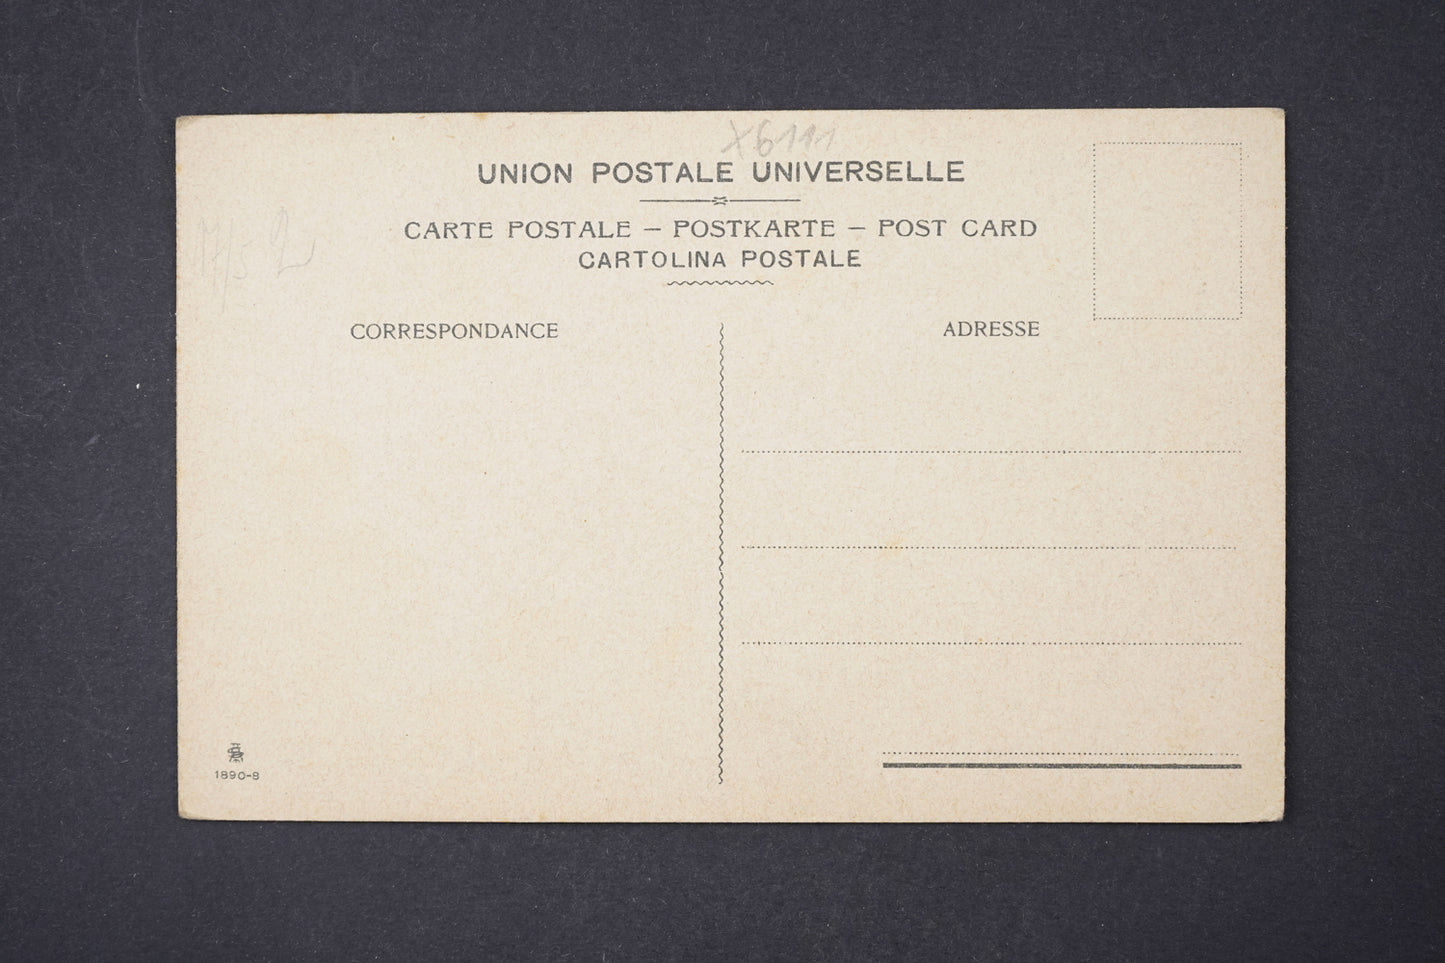 X6111
UNION POSTALE UNIVERSELLE
CARTE POSTALE — POSTKARTE — POST CARD
CARTOLINA POSTALE
CORRESPONDANCE
ADRESSE
1890-8